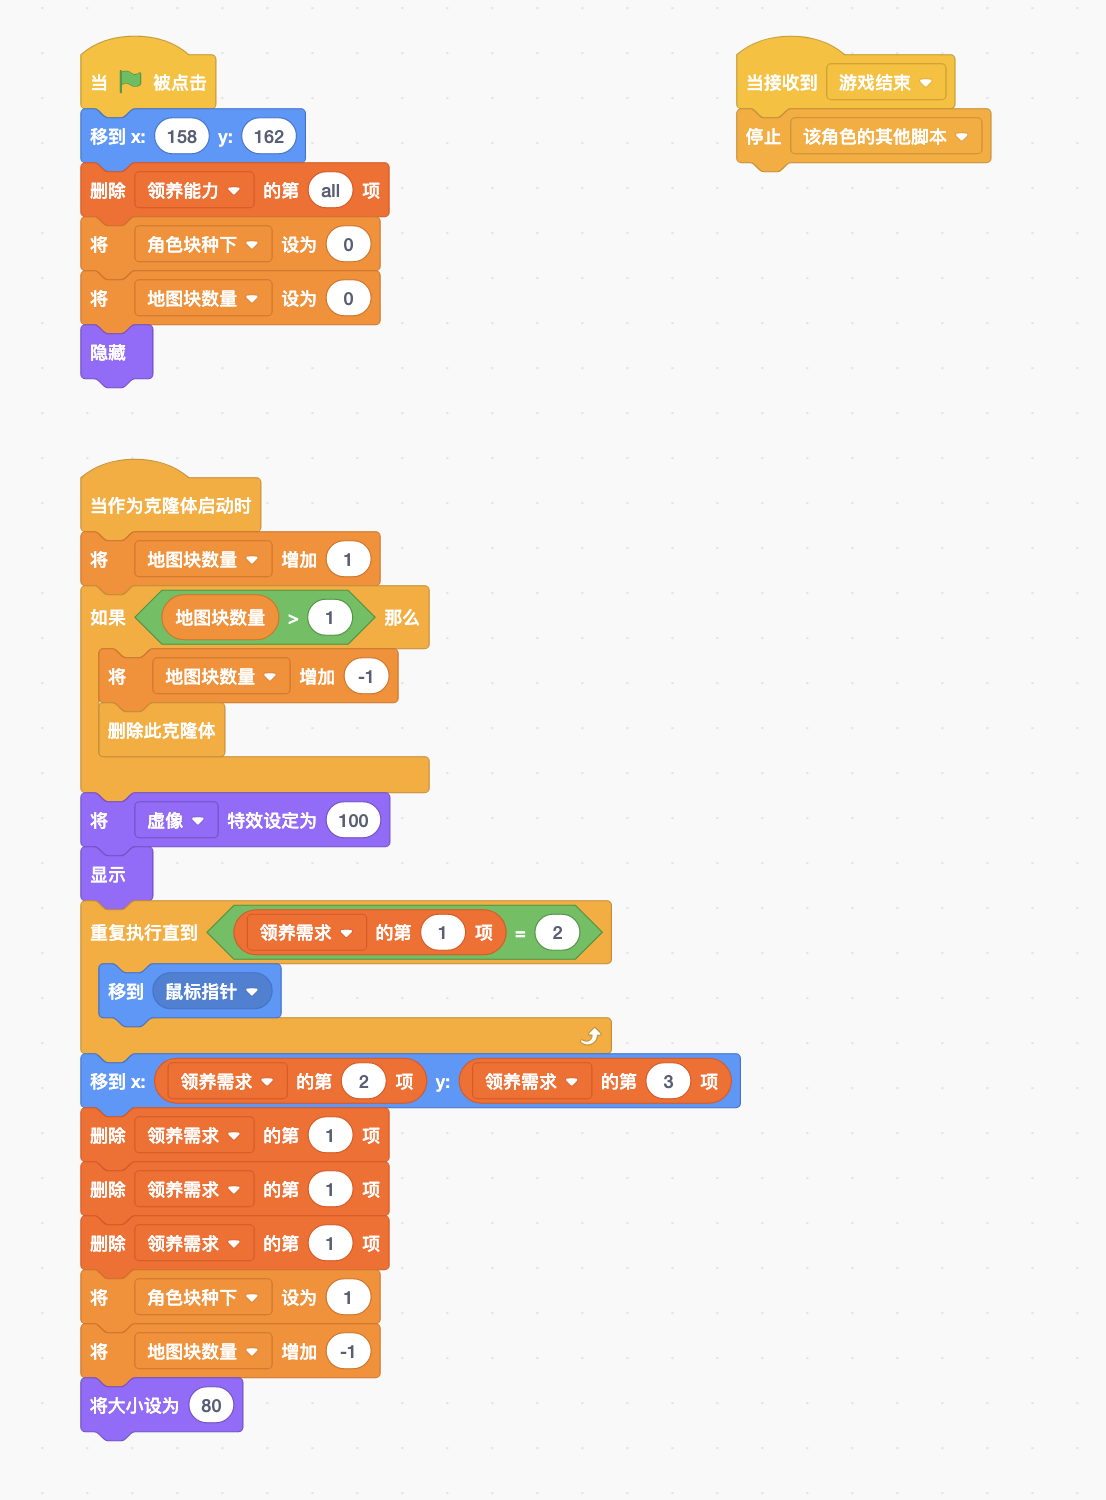 当 被点击
移到 x: 158 y: 162
删除 领养能力 的第 all 项
将 角色块种下 设为 0
将 地图块数量 设为 0
隐藏
当接收到 游戏结束
停止 该角色的其他脚本
当作为克隆体启动时
将 地图块数量 增加 1
如果 地图块数量 > 1 那么
将 地图块数量 增加 -1
删除此克隆体
将 虚像 特效设定为 100
显示
重复执行直到 领养需求 的第 1 项 = 2
移到 鼠标指针
移到 x: 领养需求 的第 2 项 y: 领养需求 的第 3 项
删除 领养需求 的第 1 项
删除 领养需求 的第 1 项
删除 领养需求 的第 1 项
将 角色块种下 设为 1
将 地图块数量 增加 -1
将大小设为 80